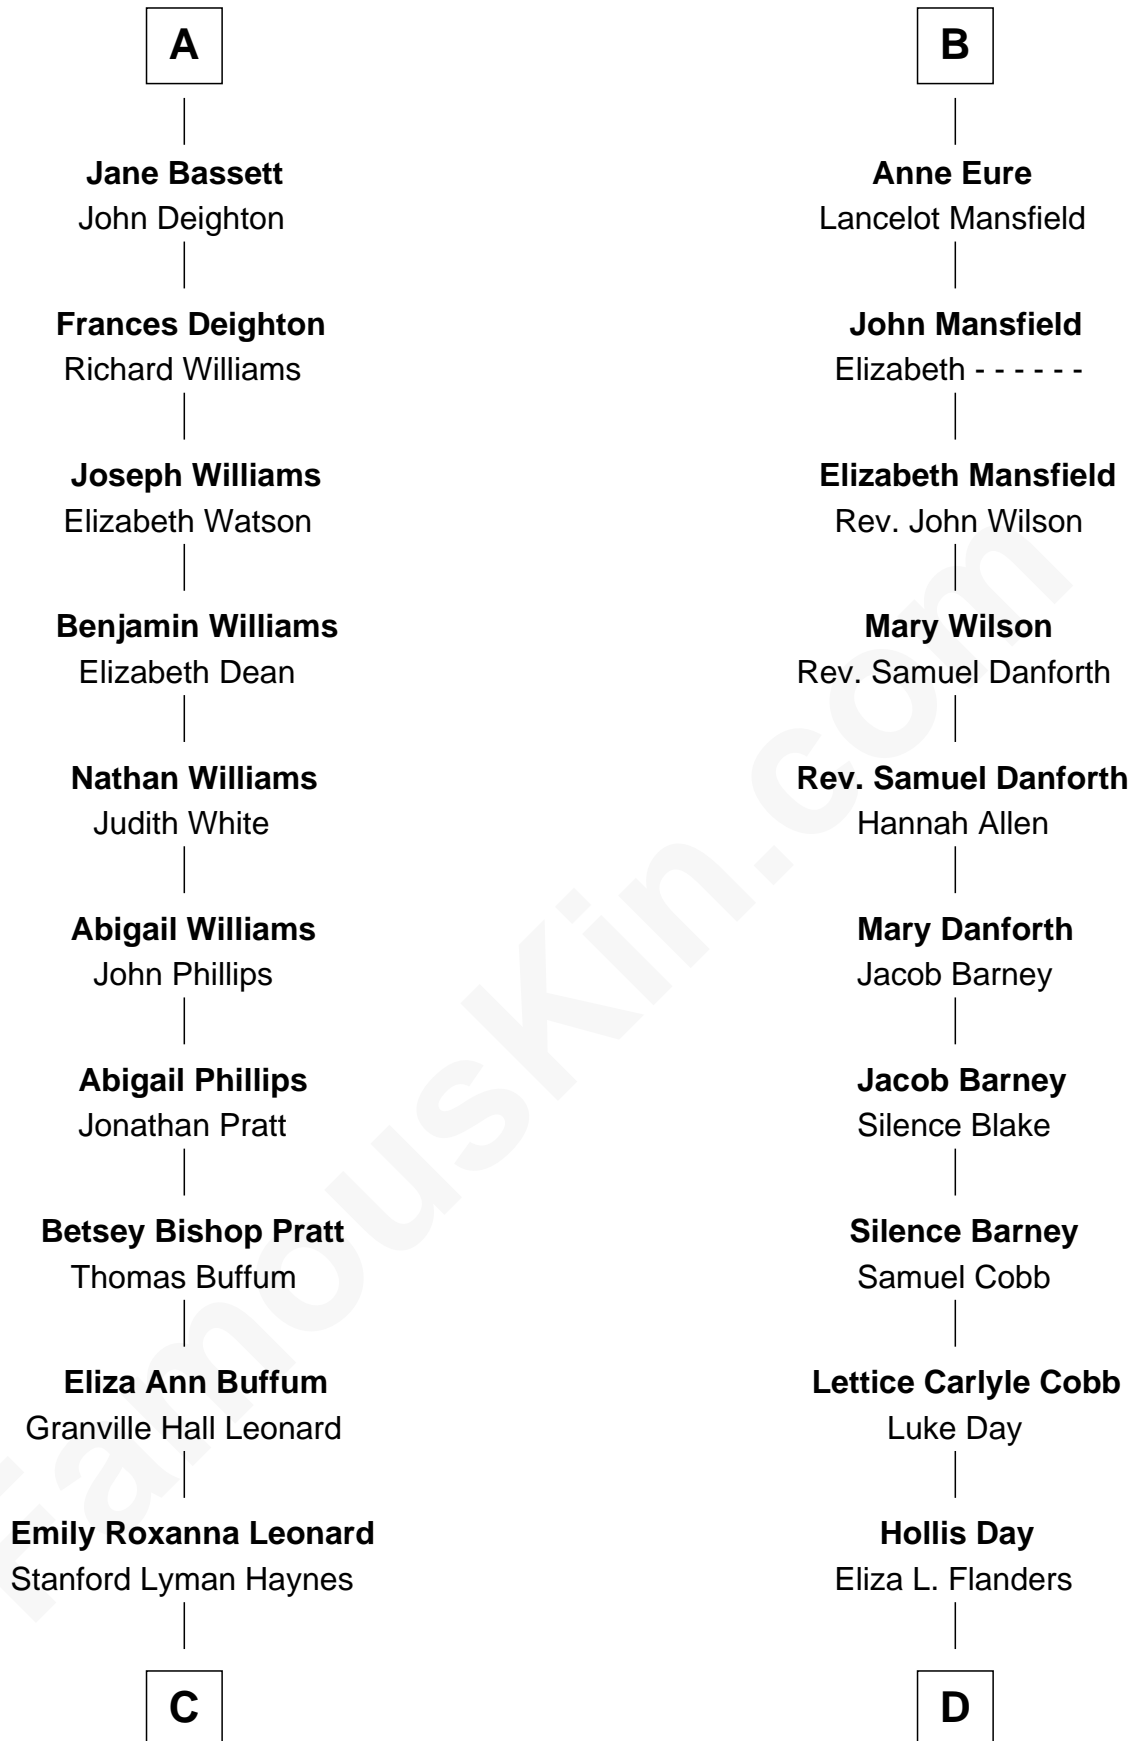 A
Jane Bassett
John Deighton
Frances Deighton
Richard Williams
Joseph Williams
Elizabeth Watson
Benjamin Williams
Elizabeth Dean
Nathan Williams
Judith White
Abigail Williams
John Phillips
Abigail Phillips
Jonathan Pratt
Betsey Bishop Pratt
Thomas Buffum
Eliza Ann Buffum
Granville Hall Leonard
Emily Roxanna Leonard
Stanford Lyman Haynes
C
B
Anne Eure
Lancelot Mansfield
John Mansfield
Elizabeth - - - - - -
Elizabeth Mansfield
Rev. John Wilson
Mary Wilson
Rev. Samuel Danforth
Rev. Samuel Danforth
Hannah Allen
Mary Danforth
Jacob Barney
Jacob Barney
Silence Blake
Silence Barney
Samuel Cobb
Lettice Carlyle Cobb
Luke Day
Hollis Day
Eliza L. Flanders
D
FamousKin.com